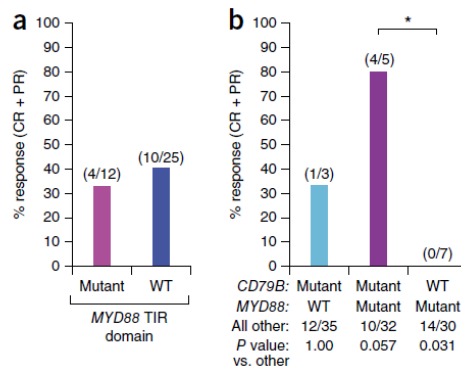 a
% response (CR + PR)
100
90
80
70
60
50
40
30
20
10
0
(4/12)
(10/25)
Mutant WT
MYD88 TIR
domain
b
% response (CR + PR)
100
90
80
70
60
50
40
30
20
10
0
*
(1/3)
(4/5)
(0/7)
CD79B: Mutant Mutant WT
MYD88: WT Mutant Mutant
All other: 12/35 10/32 14/30
P value 1.00 0.057 0.031
vs. other